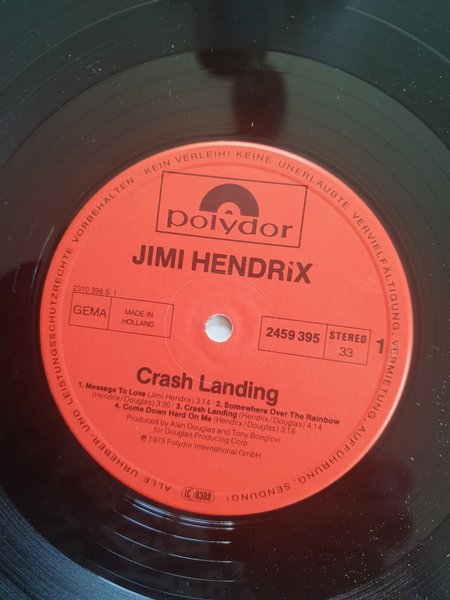 ALLE URHEBER- UND LEISTUNGSSCHUTZRECHTE VORBEHALTEN · KEIN VERLEIH! KEINE UNERLAUBTE VERVIELFÄLTIGUNG, VERMIETUNG, AUFFÜHRUNG, SENDUNG!
polydor
JIMI HENDRiX
2310 398 S.1
GEMA
MADE IN
HOLLAND
2459 395
STEREO
33
1
Crash Landing
1. Message To Love (Jimi Hendrix) 3:14 · 2. Somewhere Over The Rainbow
(Hendrix/Douglas) 3:30 · 3. Crash Landing (Hendrix/Douglas) 4:14
4. Come Down Hard On Me (Hendrix/Douglas) 3:16
Produced by Alan Douglas and Tony Bongiovi
for Douglas Producing Corp.
℗ 1975 Polydor International GmbH
LC 0309